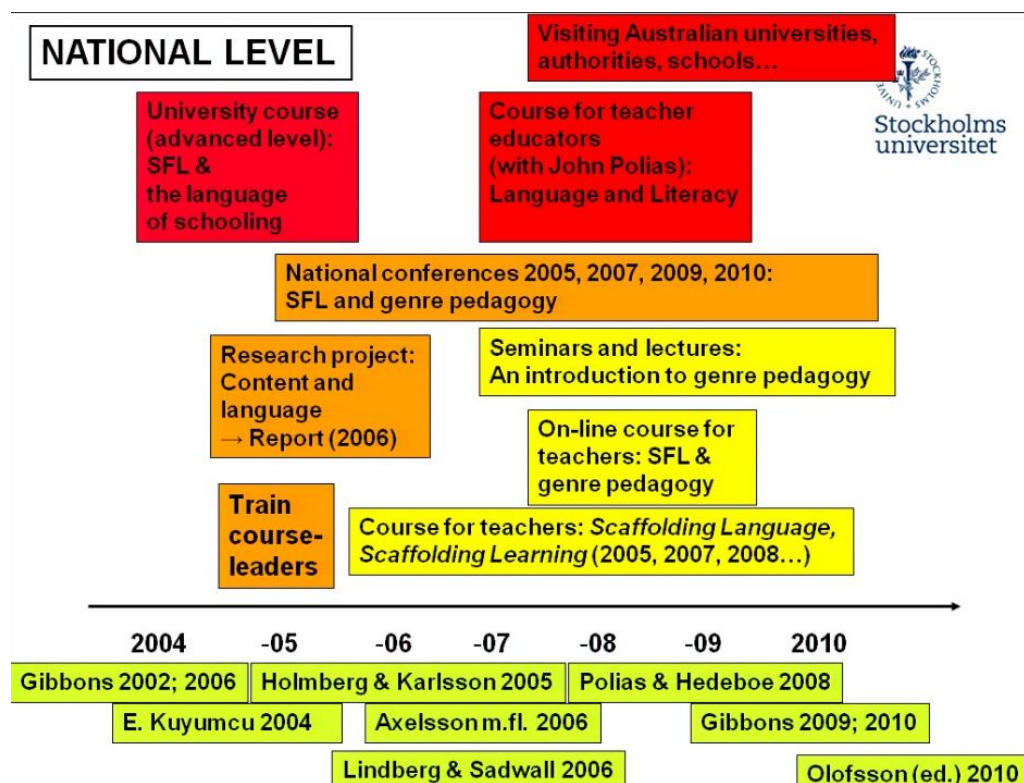 NATIONAL LEVEL
Visiting Australian universities,
authorities, schools…
Stockholms
universitet
University course
(advanced level):
SFL &
the language
of schooling
Course for teacher
educators
(with John Polias):
Language and Literacy
National conferences 2005, 2007, 2009, 2010:
SFL and genre pedagogy
Research project:
Content and
language
→ Report (2006)
Seminars and lectures:
An introduction to genre pedagogy
On-line course for
teachers: SFL &
genre pedagogy
Train
course-
leaders
Course for teachers: Scaffolding Language,
Scaffolding Learning (2005, 2007, 2008…)
2004 -05 -06 -07 -08 -09 2010
Gibbons 2002; 2006 Holmberg & Karlsson 2005 Polias & Hedeboe 2008
E. Kuyumcu 2004 Axelsson m.fl. 2006 Gibbons 2009; 2010
Lindberg & Sadwall 2006 Olofsson (ed.) 2010